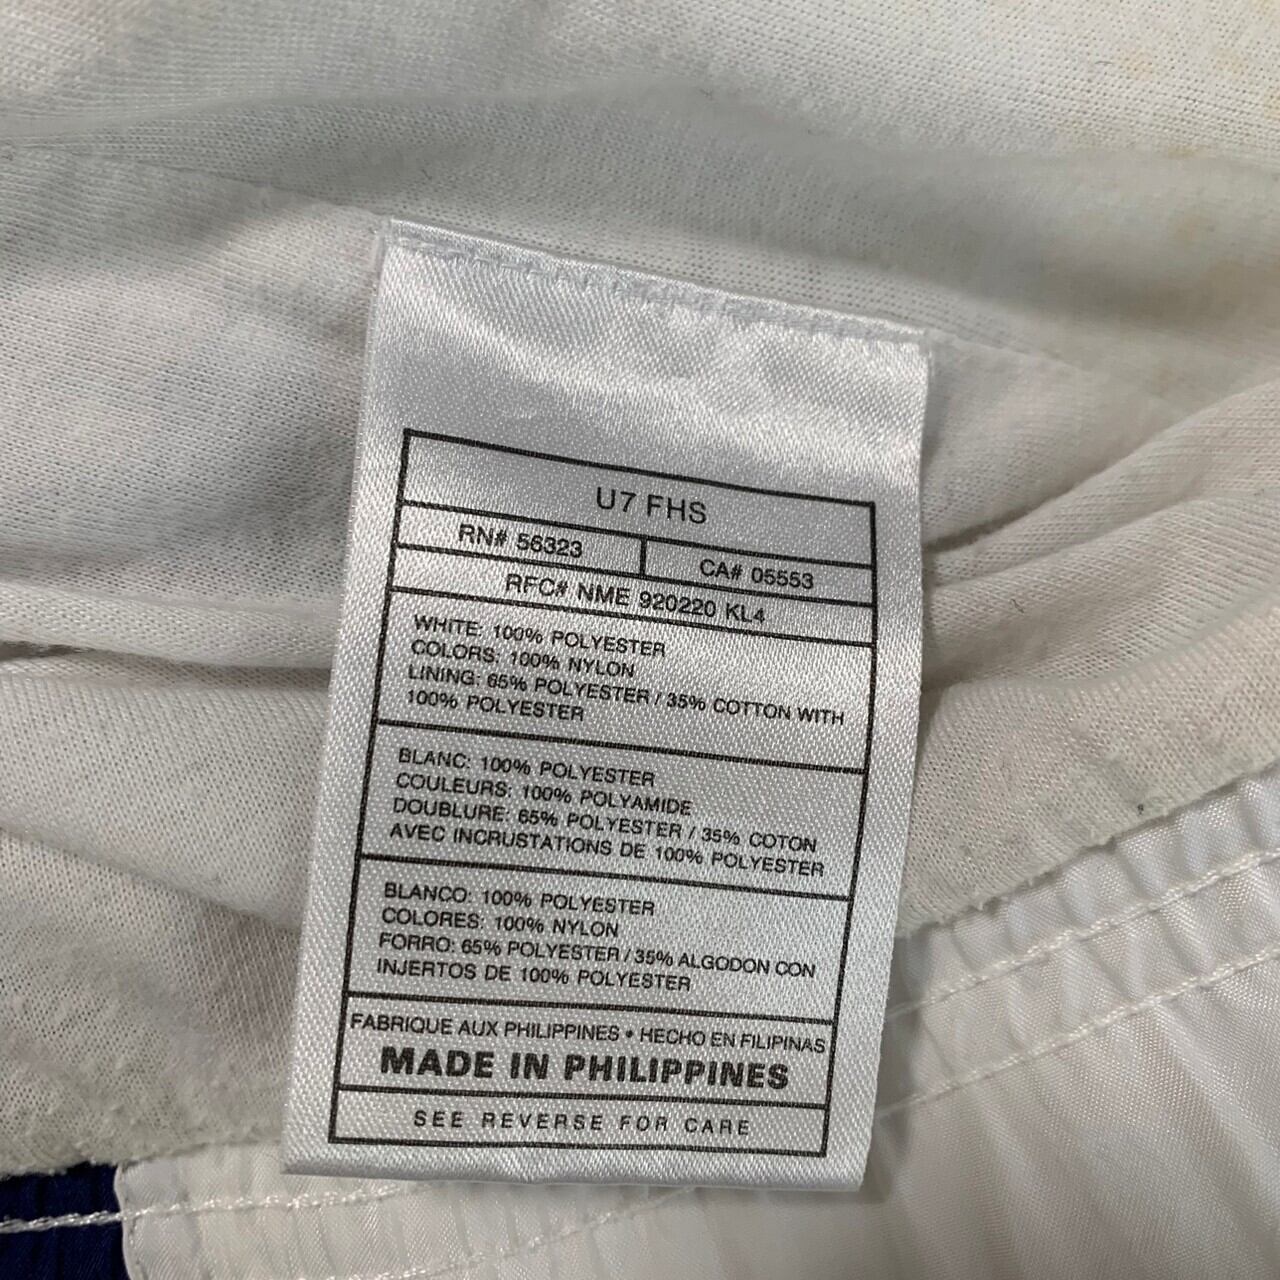 U7 FHS
RN# 56323
CA# 05553
RFC# NME 920220 KL4
WHITE: 100% POLYESTER
COLORS: 100% NYLON
LINING: 65% POLYESTER / 35% COTTON WITH
100% POLYESTER
BLANC: 100% POLYESTER
COULEURS: 100% POLYAMIDE
DOUBLURE: 65% POLYESTER / 35% COTON
AVEC INCRUSTATIONS DE 100% POLYESTER
BLANCO: 100% POLYESTER
COLORES: 100% NYLON
FORRO: 65% POLYESTER / 35% ALGODON CON
INJERTOS DE 100% POLYESTER
FABRIQUE AUX PHILIPPINES • HECHO EN FILIPINAS
MADE IN PHILIPPINES
SEE REVERSE FOR CARE